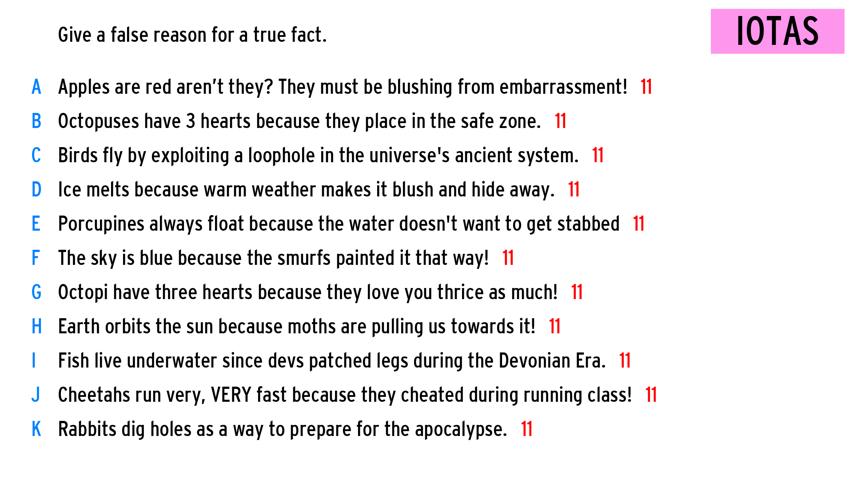 Give a false reason for a true fact.
IOTAS
A Apples are red aren't they? They must be blushing from embarrassment! 11
B Octopuses have 3 hearts because they place in the safe zone. 11
C Birds fly by exploiting a loophole in the universe's ancient system. 11
D Ice melts because warm weather makes it blush and hide away. 11
E Porcupines always float because the water doesn't want to get stabbed 11
F The sky is blue because the smurfs painted it that way! 11
G Octopi have three hearts because they love you thrice as much! 11
H Earth orbits the sun because moths are pulling us towards it! 11
I Fish live underwater since devs patched legs during the Devonian Era. 11
J Cheetahs run very, VERY fast because they cheated during running class! 11
K Rabbits dig holes as a way to prepare for the apocalypse. 11